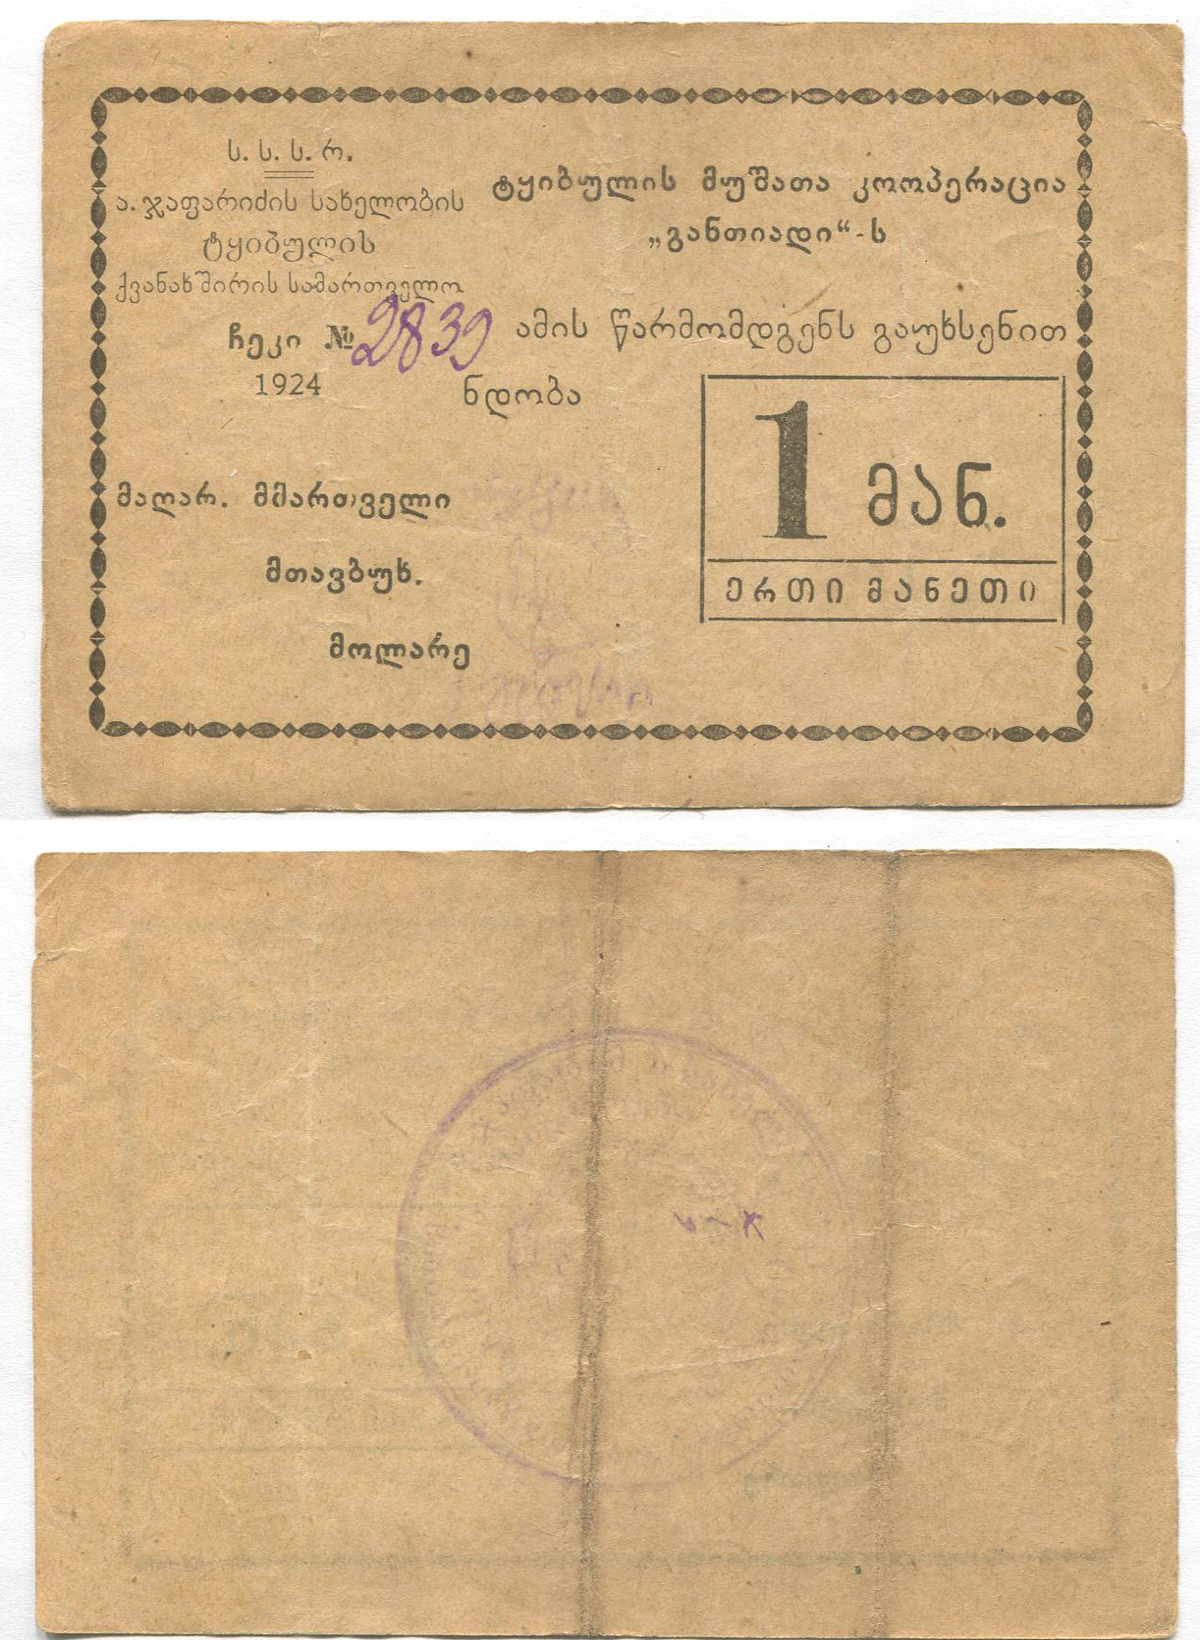 ს. ს. ს. რ.
ა. ჯაფარიძის სახელობის
ტყიბულის
ქვანახშირის სამართველო
ჩეკი № 2839
1924
ტყიბულის მუშათა კოოპერაცია
„განთიადი“-ს
ამის წარმომდგენს გაუხსენით
ნდობა
1 მან.
ერთი მანეთი
მაღარ. მმართველი
მთავბუხ.
მოლარე